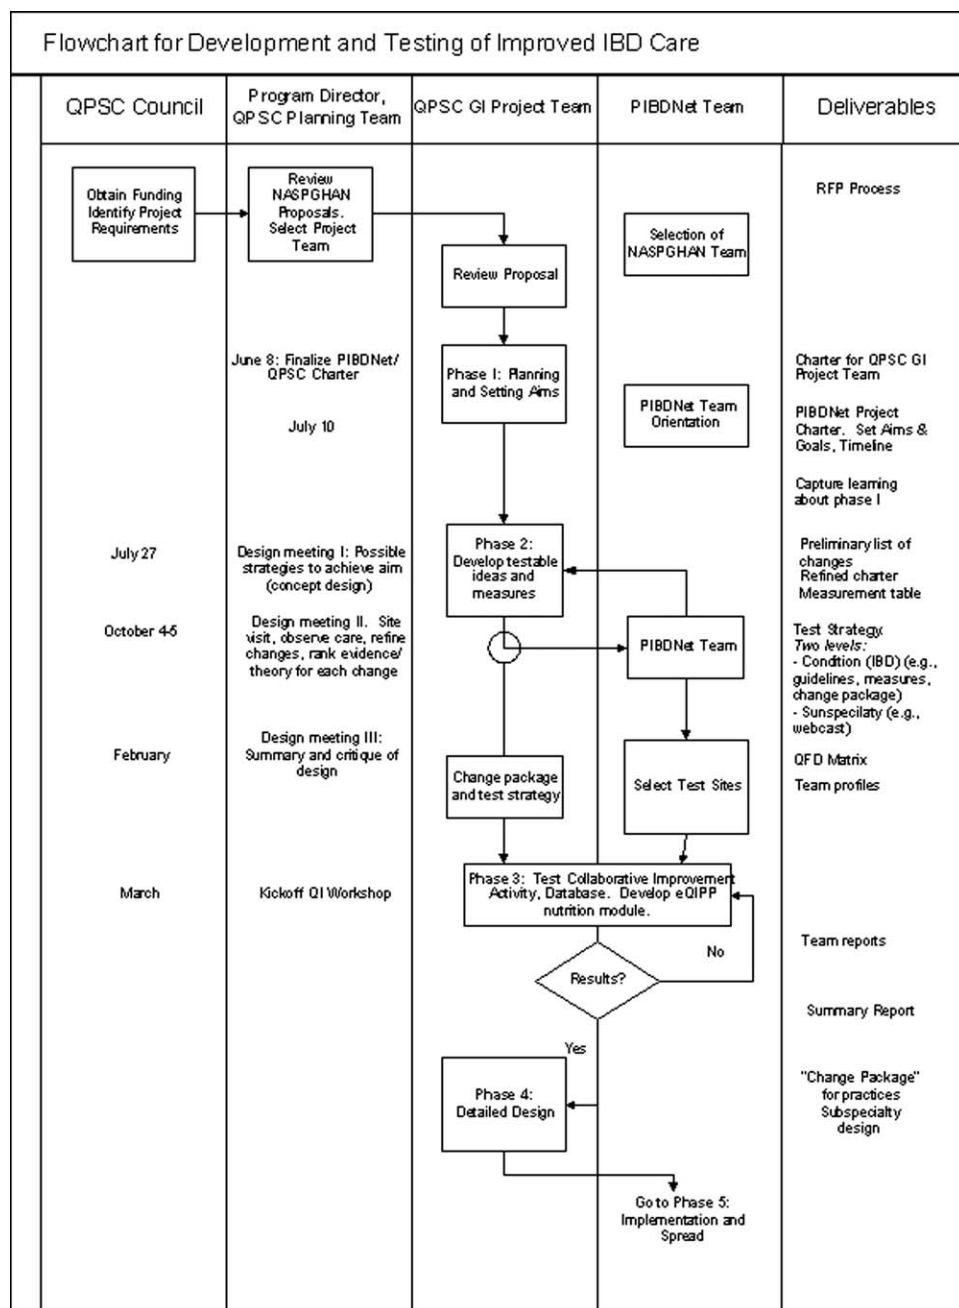 Flowchart for Development and Testing of Improved IBD Care
QPSC Council
Program Director,
QPSC Planning Team
QPSC GI Project Team
PIBDNet Team
Deliverables
Obtain Funding
Identify Project
Requirements
Review
NASPGHAN
Proposals.
Select Project
Team
Review Proposal
Selection of
NASPGHAN Team
RFP Process
June 8: Finalize PIBDNet/
QPSC Charter
Phase I: Planning
and Setting Aims
Charter for QPSC GI
Project Team
July 10
PIBDNet Team
Orientation
PIBDNet Project
Charter. Set Aims &
Goals, Timeline
Capture learning
about phase I
July 27
Design meeting I: Possible
strategies to achieve aim
(concept design)
Phase 2:
Develop testable
ideas and
measures
Preliminary list of
changes
Refined charter
Measurement table
October 4-5
Design meeting II. Site
visit, observe care, refine
changes, rank evidence/
theory for each change
PIBDNet Team
Test Strategy.
Two levels:
- Condition (IBD) (e.g.,
guidelines, measures,
change package)
- Sunspecilaty (e.g.,
webcast)
February
Design meeting III:
Summary and critique of
design
Change package
and test strategy
Select Test Sites
QFD Matrix
Team profiles
March
Kickoff QI Workshop
Phase 3: Test Collaborative Improvement
Activity, Database. Develop eQIPP
nutrition module.
No
Team reports
Results?
Summary Report
Yes
Phase 4:
Detailed Design
"Change Package"
for practices
Subspecialty
design
Go to Phase 5:
Implementation and
Spread